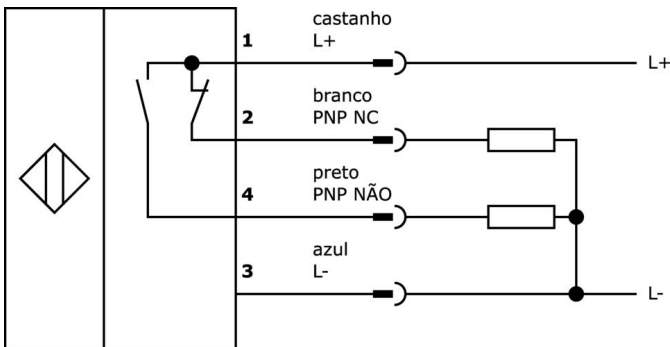 castanho
1 L+ L+
branco
2 PNP NC
preto
4 PNP NÃO
azul
3 L- L-